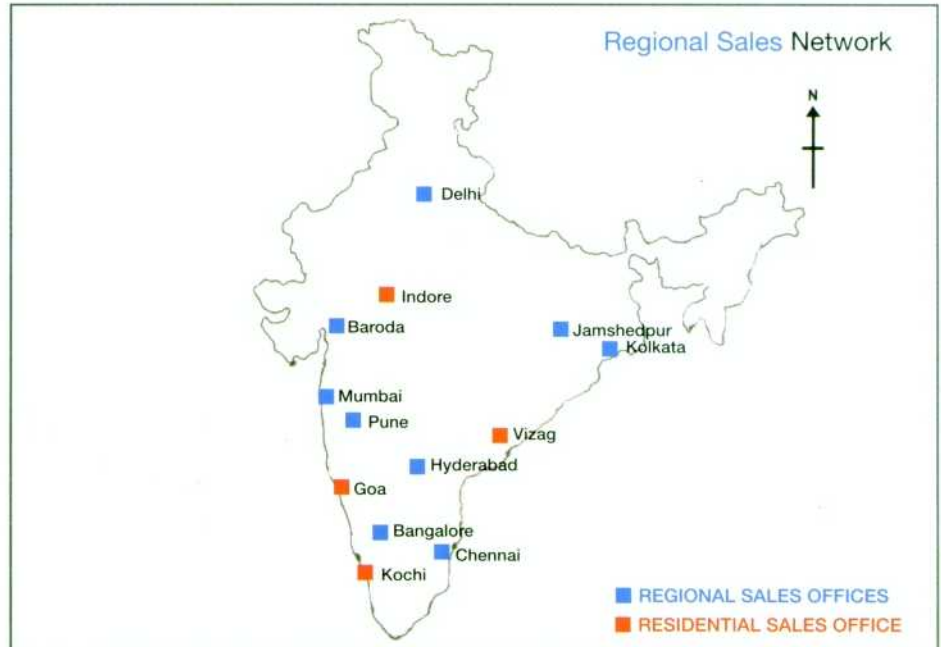 Regional Sales Network
N
Delhi
Indore
Baroda
Jamshedpur
Kolkata
Mumbai
Pune
Vizag
Hyderabad
Goa
Bangalore
Chennai
Kochi
REGIONAL SALES OFFICES
RESIDENTIAL SALES OFFICE